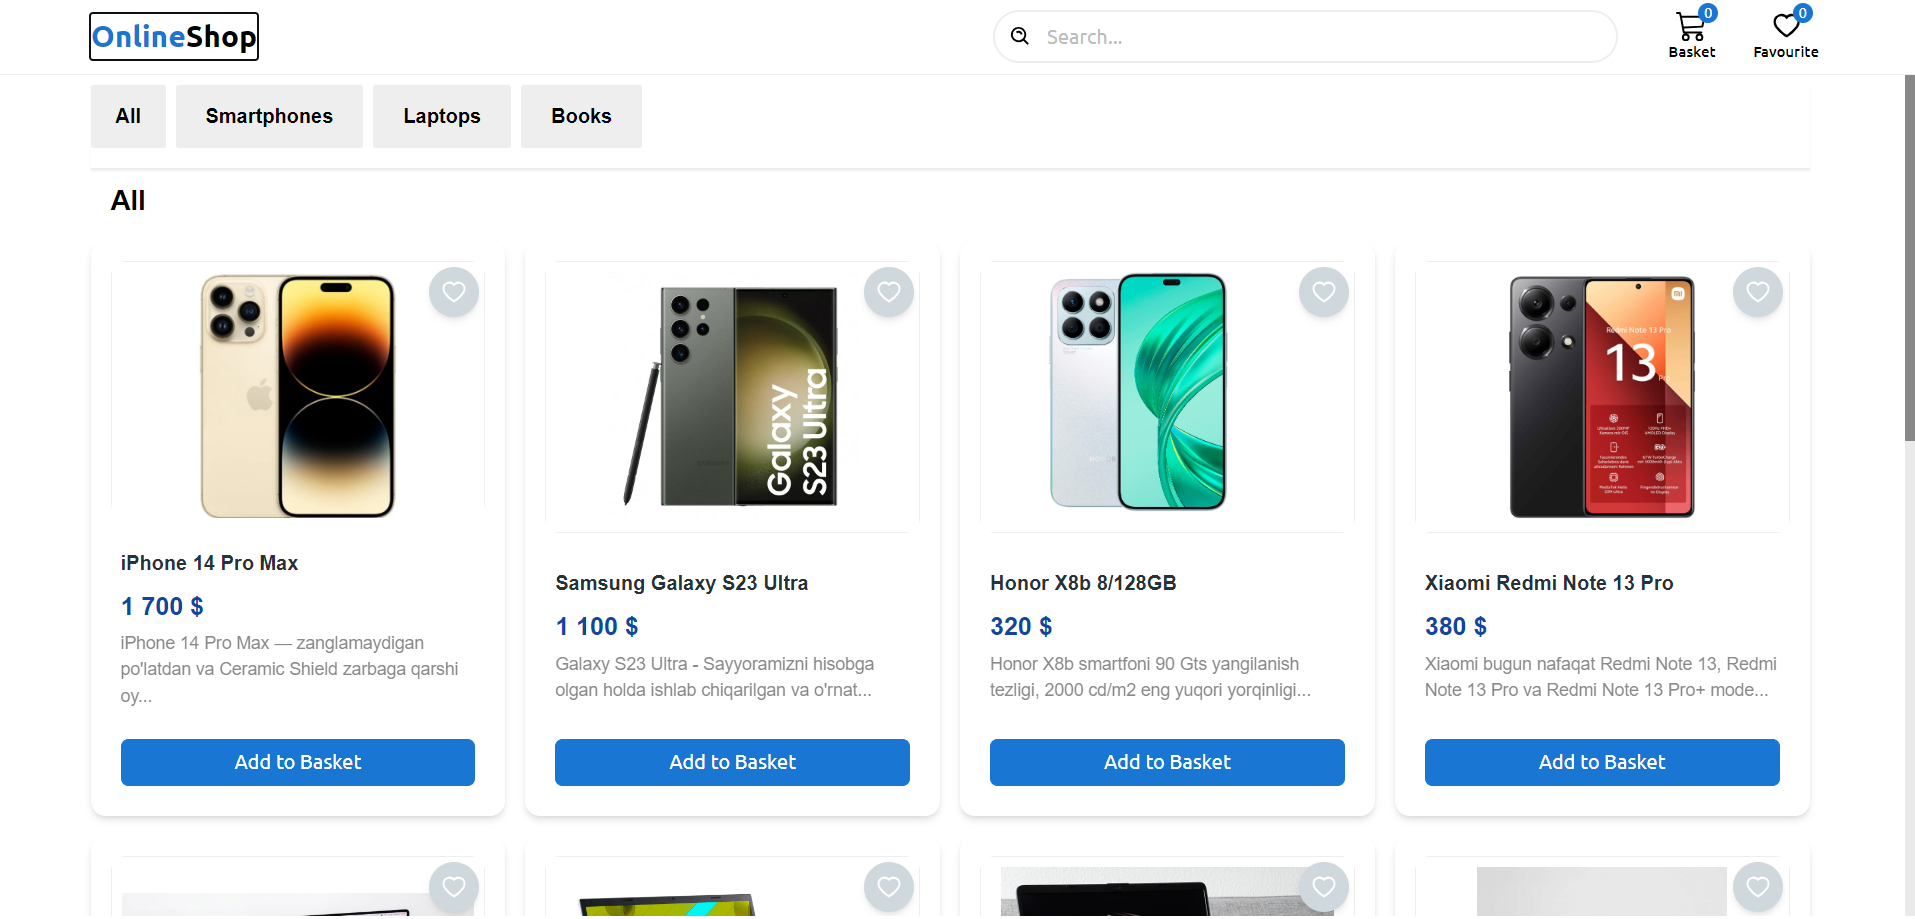 OnlineShop
Search...
0
Basket
0
Favourite
All
Smartphones
Laptops
Books
All
Galaxy
S23 Ultra
HONOR
Redmi Note 13 Pro
13
Pro
iPhone 14 Pro Max
1 700 $
iPhone 14 Pro Max — zanglamaydigan
po'latdan va Ceramic Shield zarbaga qarshi
oy...
Add to Basket
Samsung Galaxy S23 Ultra
1 100 $
Galaxy S23 Ultra - Sayyoramizni hisobga
olgan holda ishlab chiqarilgan va o'rnat...
Add to Basket
Honor X8b 8/128GB
320 $
Honor X8b smartfoni 90 Gts yangilanish
tezligi, 2000 cd/m2 eng yuqori yorqinligi...
Add to Basket
Xiaomi Redmi Note 13 Pro
380 $
Xiaomi bugun nafaqat Redmi Note 13, Redmi
Note 13 Pro va Redmi Note 13 Pro+ mode...
Add to Basket